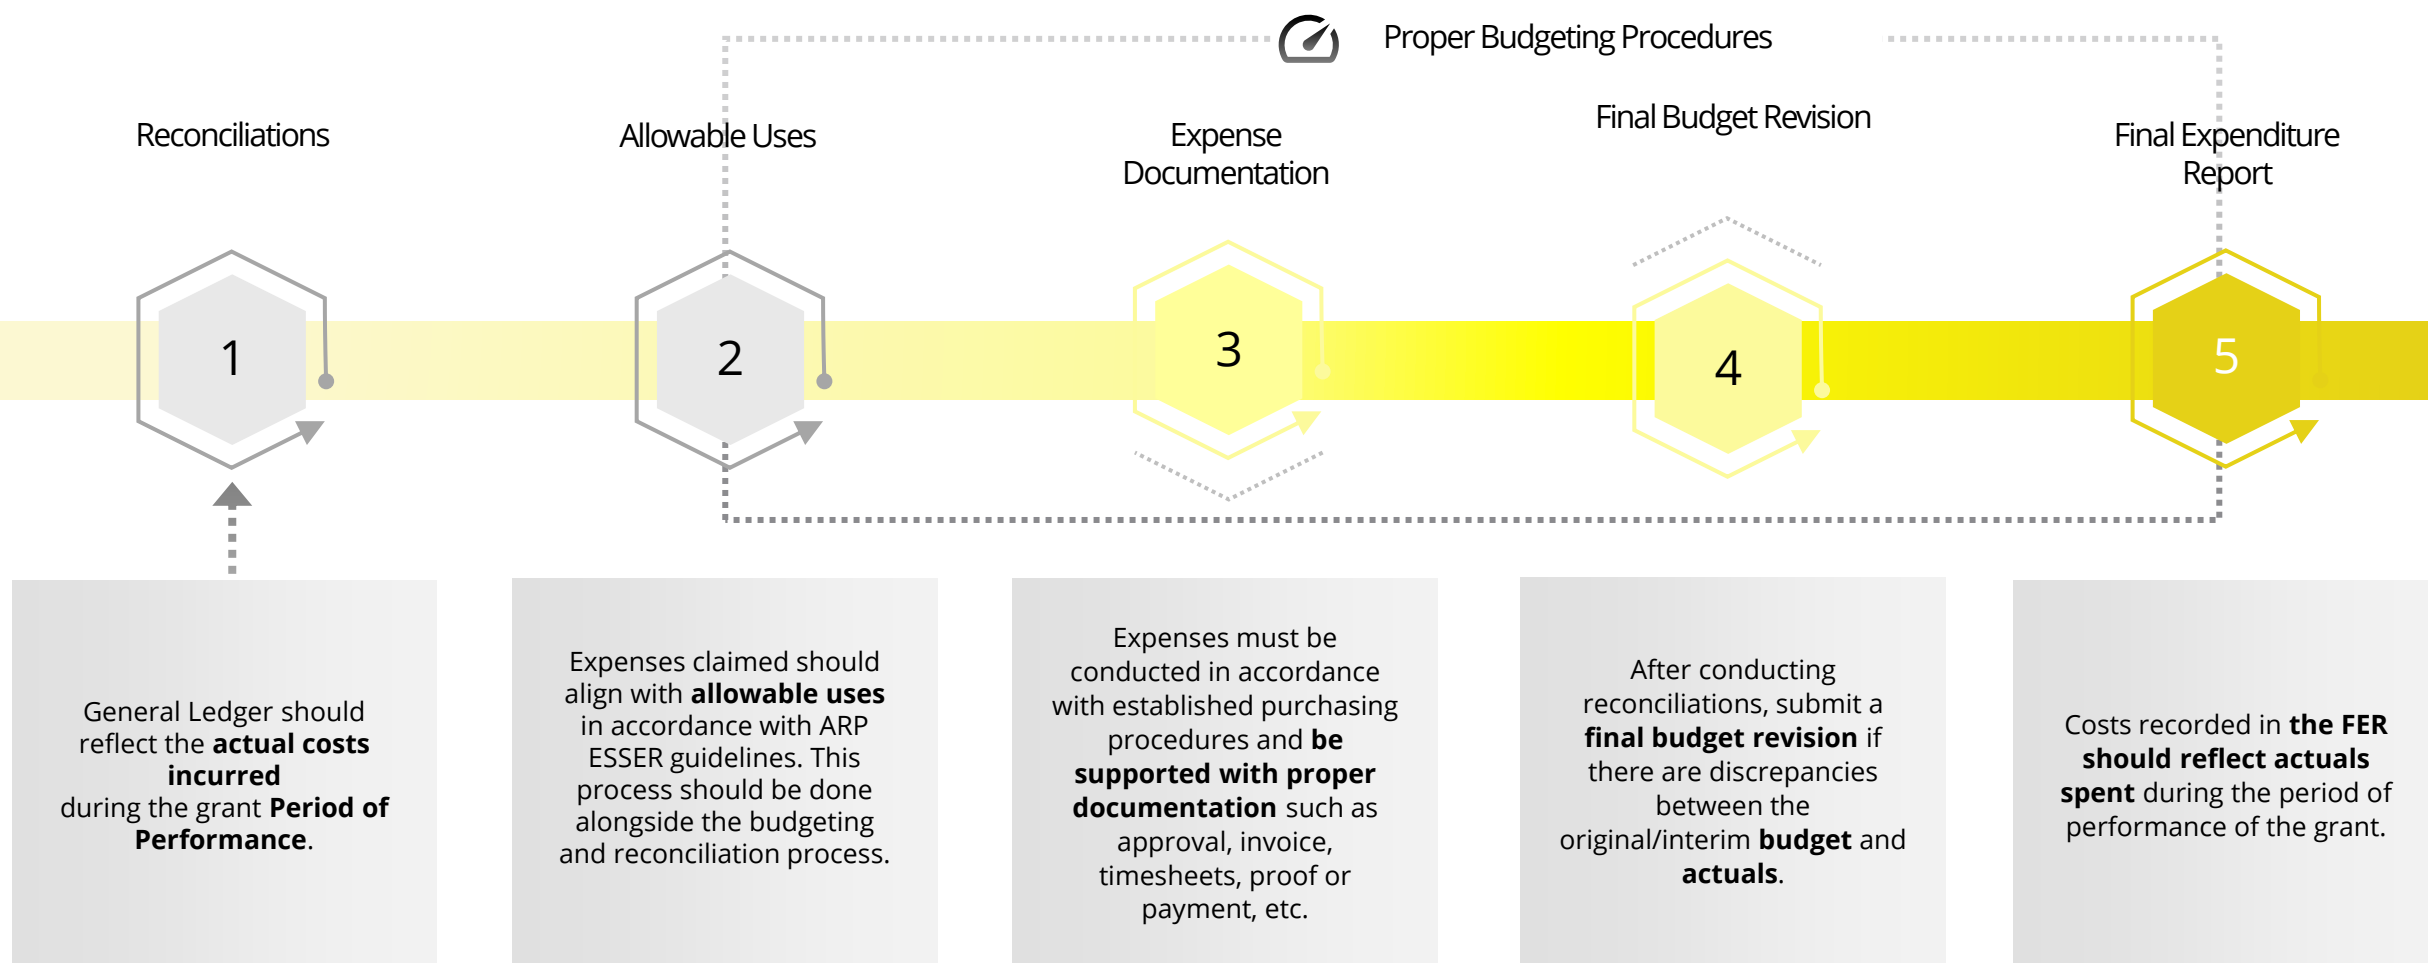 Proper Budgeting Procedures
Reconciliations
Allowable Uses
Expense
Documentation
Final Budget Revision
Final Expenditure
Report
1
2
3
4
5
General Ledger should
reflect the actual costs
incurred
during the grant Period of
Performance.
Expenses claimed should
align with allowable uses
in accordance with ARP
ESSER guidelines. This
process should be done
alongside the budgeting
and reconciliation process.
Expenses must be
conducted in accordance
with established purchasing
procedures and be
supported with proper
documentation such as
approval, invoice,
timesheets, proof or
payment, etc.
After conducting
reconciliations, submit a
final budget revision if
there are discrepancies
between the
original/interim budget and
actuals.
Costs recorded in the FER
should reflect actuals
spent during the period of
performance of the grant.